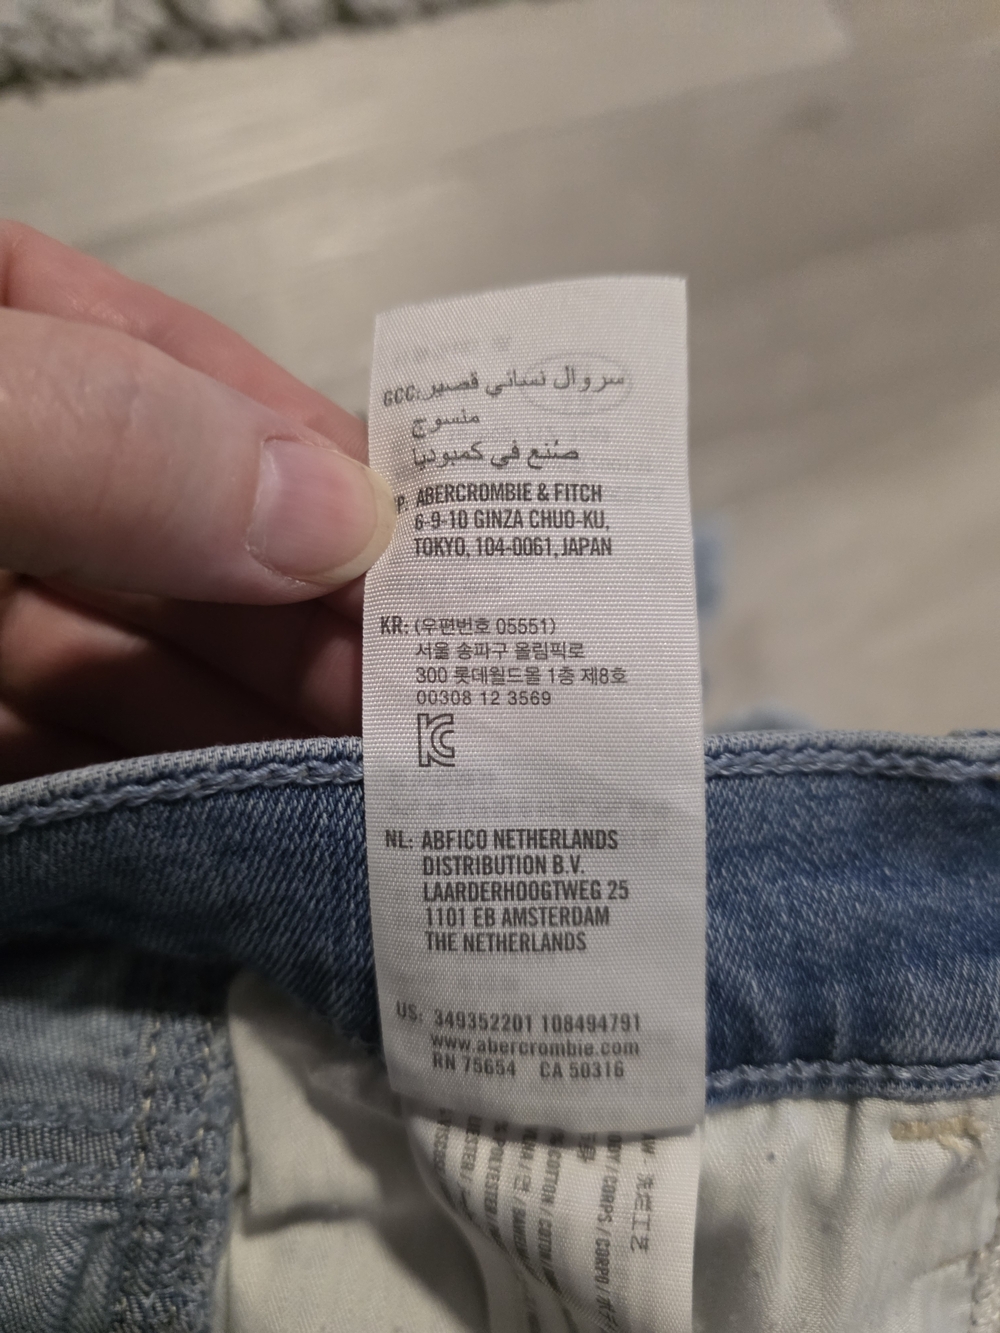 GCC: سروال نسائي قصير
منسوج
صُنع في كمبوديا
P: ABERCROMBIE & FITCH
6-9-10 GINZA CHUO-KU,
TOKYO, 104-0061, JAPAN
KR: (우편번호 05551)
서울 송파구 올림픽로
300 롯데월드몰 1층 제8호
00308 12 3569
KC
NL: ABFICO NETHERLANDS
DISTRIBUTION B.V.
LAARDERHOOGTWEG 25
1101 EB AMSTERDAM
THE NETHERLANDS
US: 349352201 108494791
www.abercrombie.com
RN 75654 CA 50316